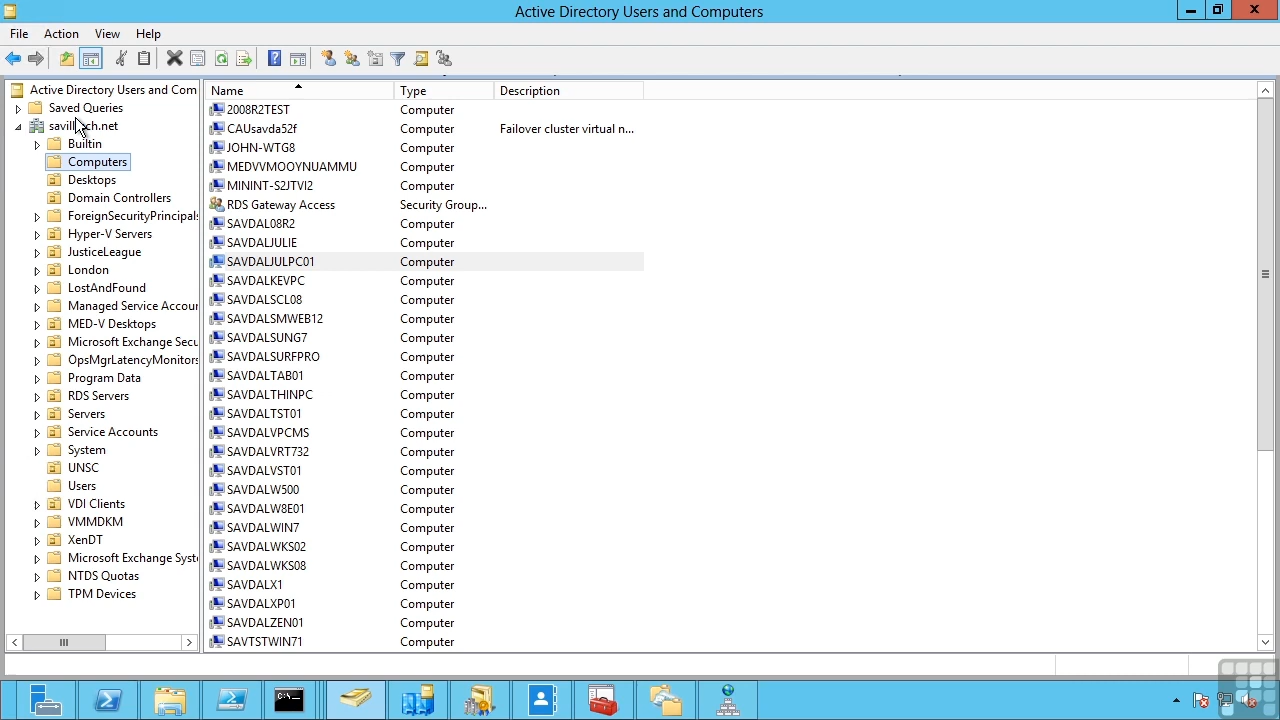 Active Directory Users and Computers
File Action View Help
Active Directory Users and Com
Saved Queries
Builtin
Computers
Desktops
Domain Controllers
ForeignSecurityPrincipals
Hyper-V Servers
JusticeLeague
London
LostAndFound
Managed Service Accour
MED-V Desktops
Microsoft Exchange Secu
OpsMgrLatencyMonitors
Program Data
RDS Servers
Servers
Service Accounts
System
UNSC
Users
VDI Clients
VMMDKM
XenDT
Microsoft Exchange Syste
NTDS Quotas
TPM Devices
Name Type Description
2008R2TEST Computer
CAUsavda52f Computer Failover cluster virtual n...
JOHN-WTG8 Computer
MEDVVMOOYNUAMMU Computer
MININT-S2JTVI2 Computer
RDS Gateway Access Security Group...
SAVDAL08R2 Computer
SAVDALJULIE Computer
SAVDALJULPC01 Computer
SAVDALKEVPC Computer
SAVDALSCL08 Computer
SAVDALSMWEB12 Computer
SAVDALSUNG7 Computer
SAVDALSURFPRO Computer
SAVDALTAB01 Computer
SAVDALTHINPC Computer
SAVDALTST01 Computer
SAVDALVPCMS Computer
SAVDALVRT732 Computer
SAVDALVST01 Computer
SAVDALW500 Computer
SAVDALW8E01 Computer
SAVDALWIN7 Computer
SAVDALWKS02 Computer
SAVDALWKS08 Computer
SAVDALX1 Computer
SAVDALXP01 Computer
SAVDALZEN01 Computer
SAVTSTWIN71 Computer